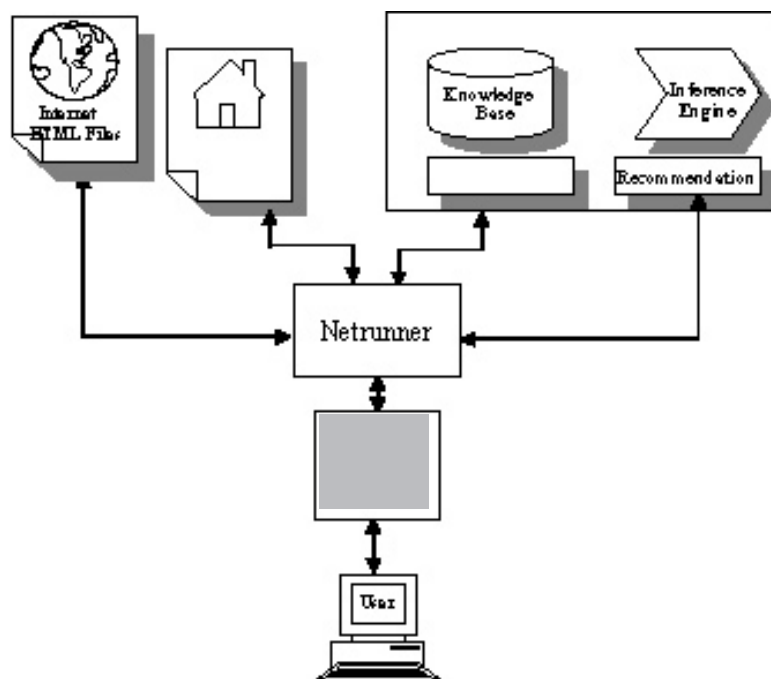 Internet
HTML Files
Knowledge
Base
Inference
Engine
Recommendation
Netrunner
User